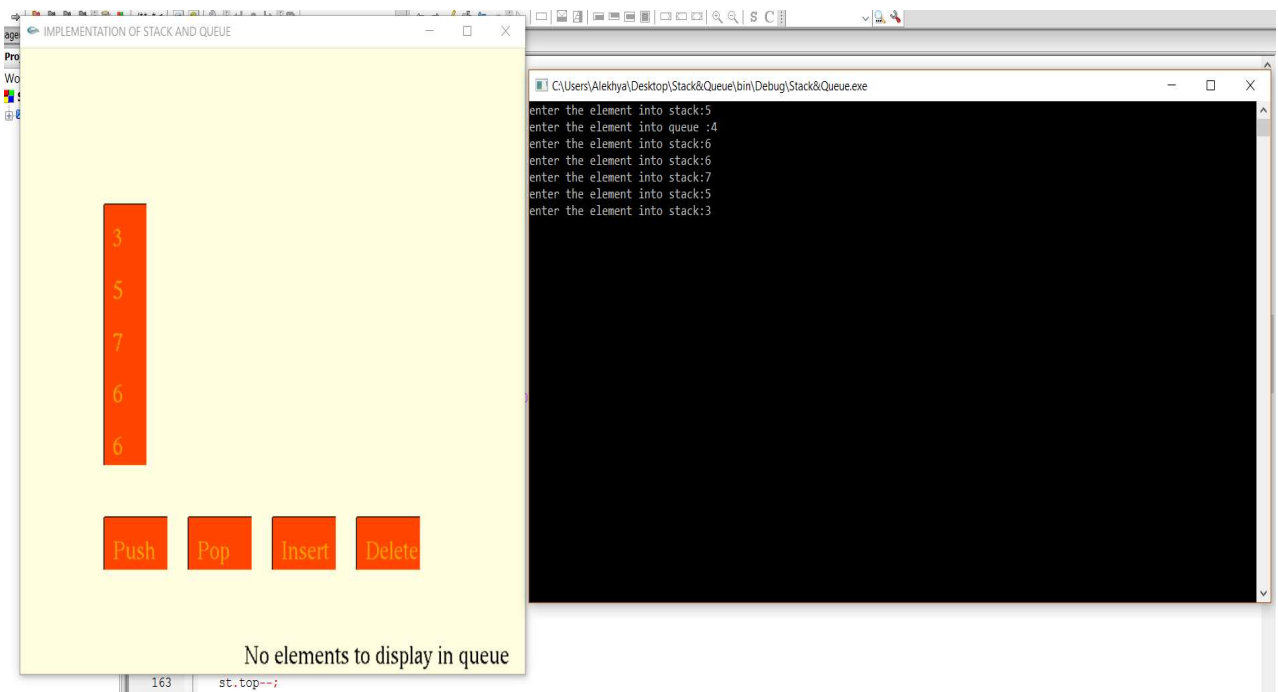 IMPLEMENTATION OF STACK AND QUEUE
S C
Pro
Wo
C:\Users\Alekhya\Desktop\Stack&Queue\bin\Debug\Stack&Queue.exe
enter the element into stack:5
enter the element into queue :4
enter the element into stack:6
enter the element into stack:6
enter the element into stack:7
enter the element into stack:5
enter the element into stack:3
3
5
7
6
6
Push Pop Insert Delete
No elements to display in queue
163 st.top--;